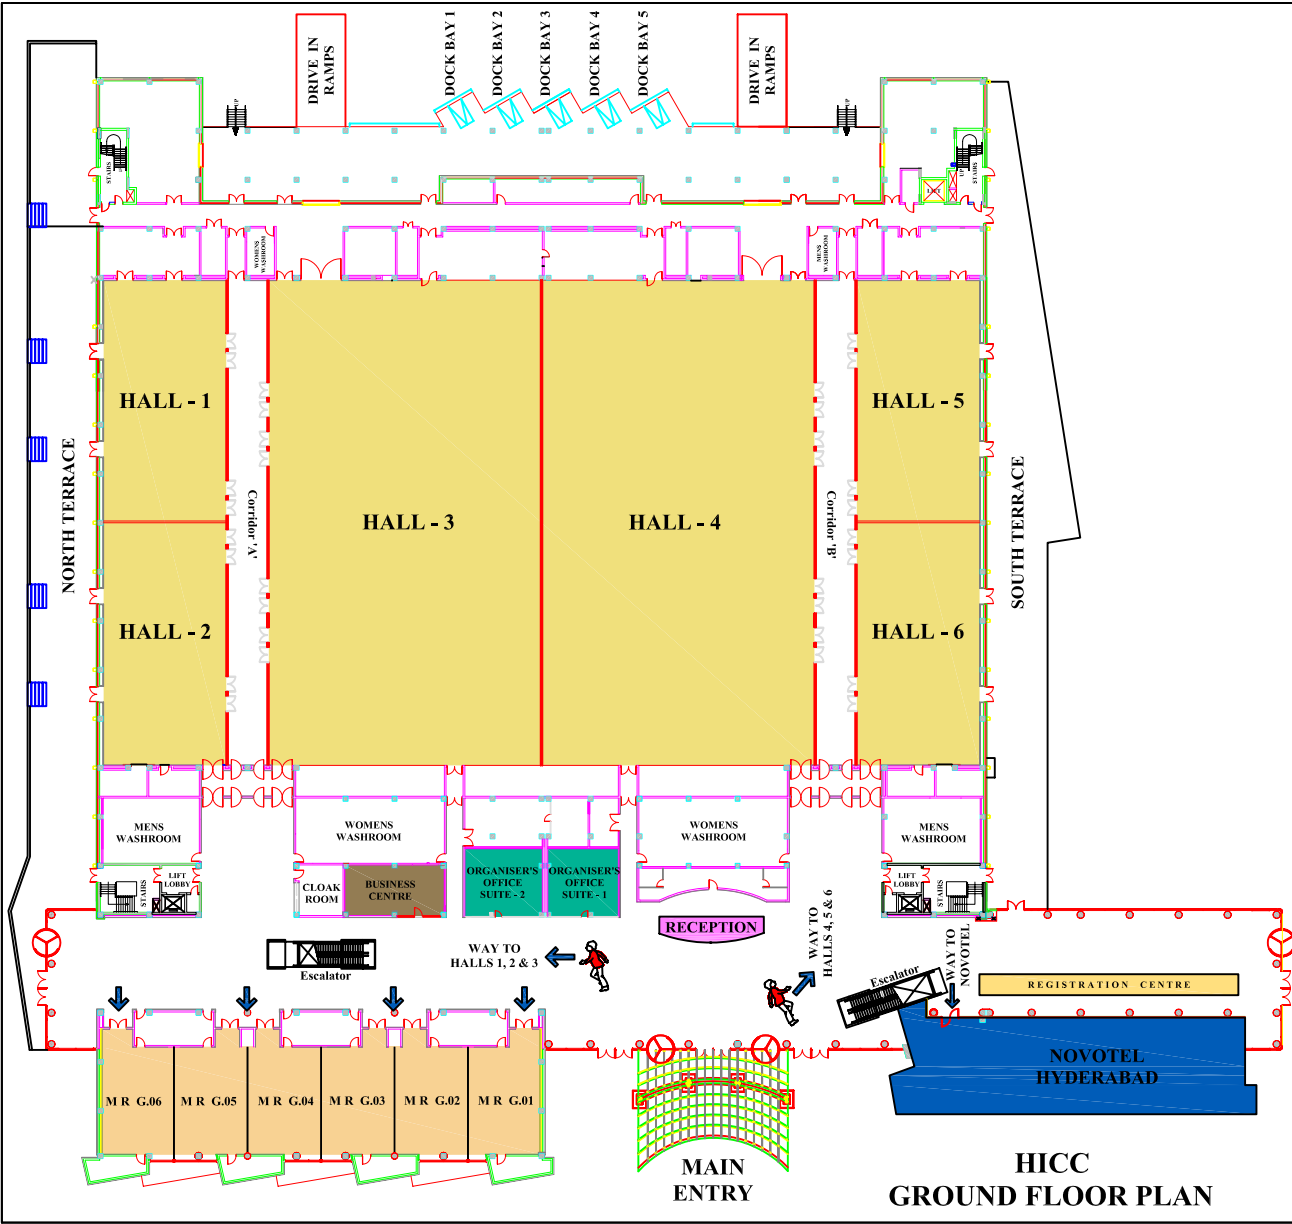 DRIVE IN
RAMPS
DOCK BAY 1
DOCK BAY 2
DOCK BAY 3
DOCK BAY 4
DOCK BAY 5
DRIVE IN
RAMPS
UP
UP
STAIRS
UP
STAIRS
LIFT
WOMENS
WASHROOM
MENS
WASHROOM
HALL - 1
HALL - 5
NORTH TERRACE
Corridor 'A'
HALL - 3
HALL - 4
Corridor 'B'
SOUTH TERRACE
HALL - 2
HALL - 6
MENS
WASHROOM
WOMENS
WASHROOM
WOMENS
WASHROOM
MENS
WASHROOM
STAIRS
LIFT
LOBBY
CLOAK
ROOM
BUSINESS
CENTRE
ORGANISER'S
OFFICE
SUITE - 2
ORGANISER'S
OFFICE
SUITE - 1
LIFT
LOBBY
STAIRS
RECEPTION
WAY TO
HALLS 4, 5 & 6
WAY TO
NOVOTEL
WAY TO
HALLS 1, 2 & 3
Escalator
Escalator
REGISTRATION CENTRE
NOVOTEL
HYDERABAD
M R G.06
M R G.05
M R G.04
M R G.03
M R G.02
M R G.01
MAIN
ENTRY
HICC
GROUND FLOOR PLAN